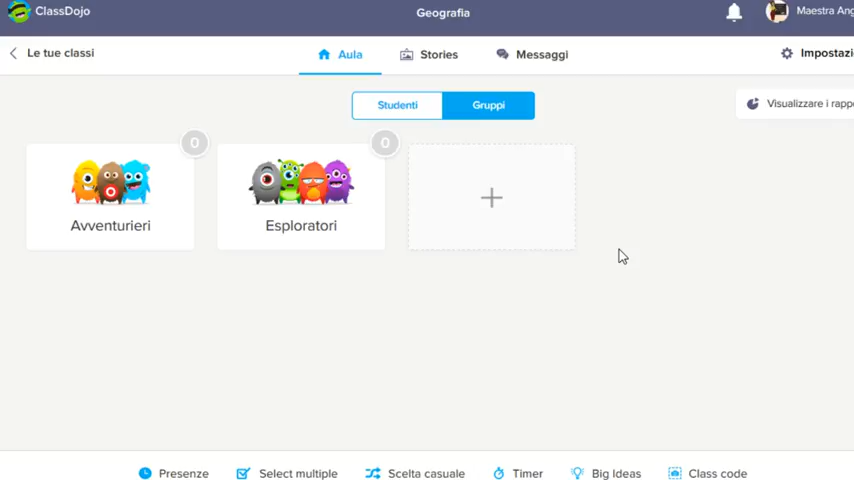 ClassDojo
Geografia
Maestra Ang
Le tue classi
Aula
Stories
Messaggi
Impostazi
Studenti
Gruppi
Visualizzare i rappo
0
0
Avventurieri
Esploratori
Presenze
Select multiple
Scelta casuale
Timer
Big Ideas
Class code